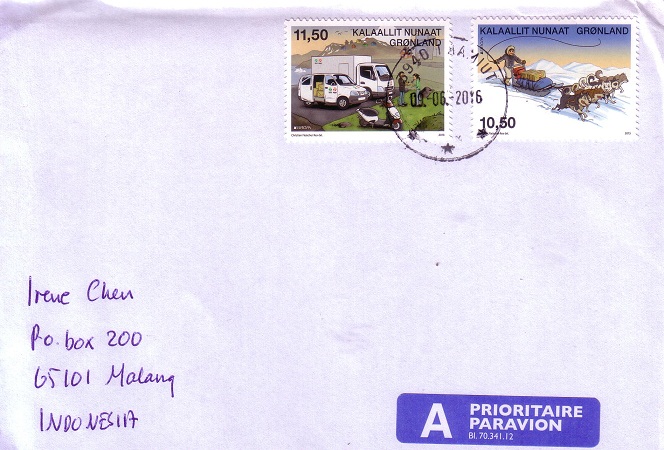 11,50 KALAALLIT NUNAAT
GRØNLAND
EUROPA
KALAALLIT NUNAAT GRØNLAND
10,50
09.-06.-2016
Irene Chen
P.o. box 200
65101 Malang
INDONESIA
A PRIORITAIRE
PARAVION
Bl. 70.341.12